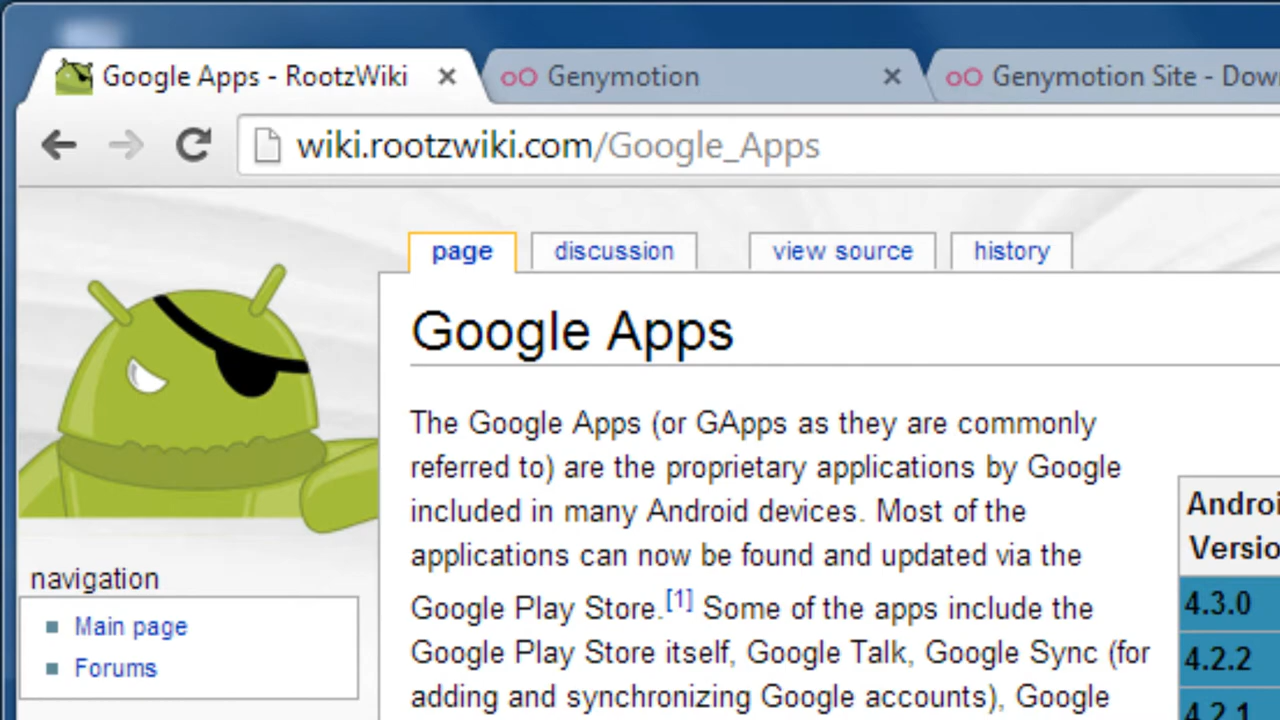 Google Apps - RootzWiki
Genymotion
Genymotion Site - Dow
wiki.rootzwiki.com/Google_Apps
page
discussion
view source
history
Google Apps
The Google Apps (or GApps as they are commonly
referred to) are the proprietary applications by Google
included in many Android devices. Most of the
applications can now be found and updated via the
Google Play Store.[1] Some of the apps include the
Google Play Store itself, Google Talk, Google Sync (for
adding and synchronizing Google accounts), Google
navigation
Main page
Forums
Androi
Versio
4.3.0
4.2.2
4.2.1